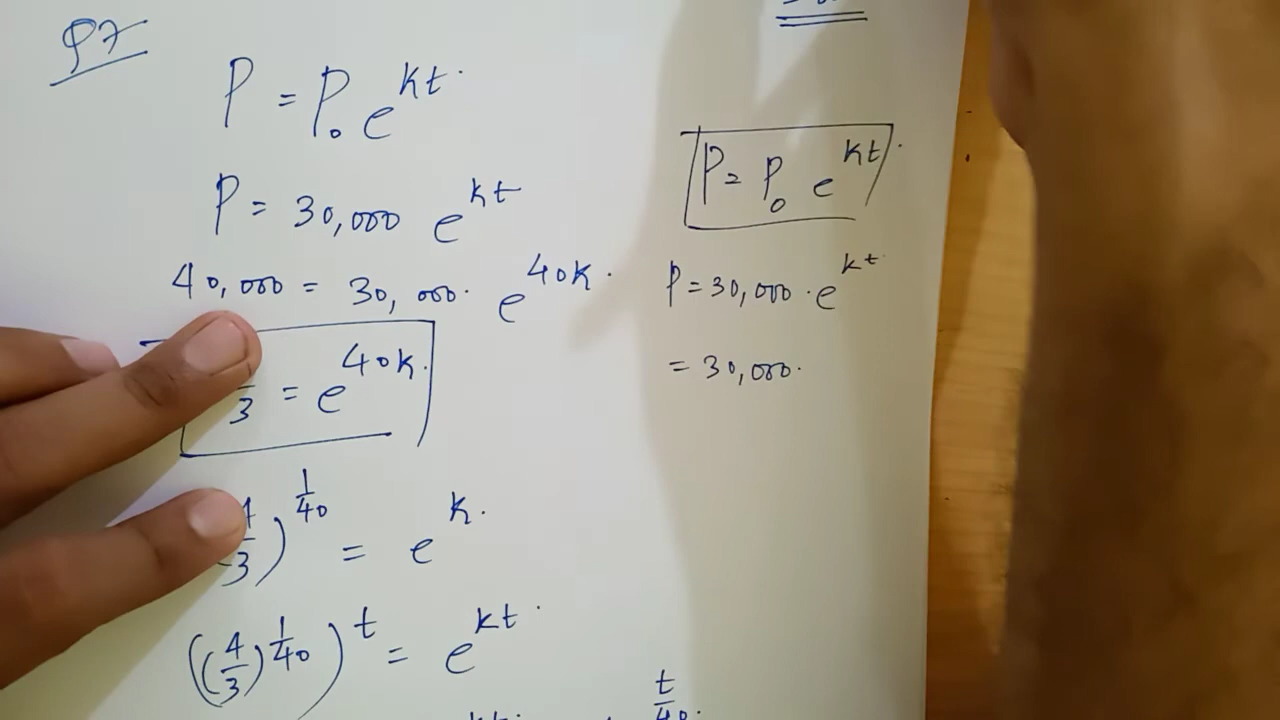 Q7
P = P₀ e^{kt}.
P = 30,000 e^{kt}
40,000 = 30,000. e^{40k}.
3 = e^{40k}.
(4/3)^{1/40} = e^{k}.
((4/3)^{1/40})^{t} = e^{kt}.
P = P₀ e^{kt}.
P = 30,000 . e^{kt}
= 30,000.